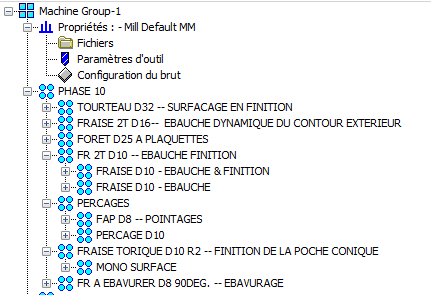 Machine Group-1
Propriétés : - Mill Default MM
Fichiers
Paramètres d'outil
Configuration du brut
PHASE 10
TOURTEAU D32 -- SURFACAGE EN FINITION
FRAISE 2T D16-- EBAUCHE DYNAMIQUE DU CONTOUR EXTERIEUR
FORET D25 A PLAQUETTES
FR 2T D10 -- EBAUCHE FINITION
FRAISE D10 - EBAUCHE & FINITION
FRAISE D10 - EBAUCHE
PERCAGES
FAP D8 -- POINTAGES
PERCAGE D10
FRAISE TORIQUE D10 R2 -- FINITION DE LA POCHE CONIQUE
MONO SURFACE
FR A EBAVURER D8 90DEG. -- EBAVURAGE